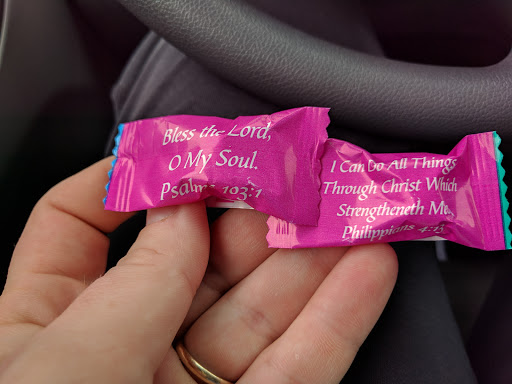 Bless the Lord,
O My Soul.
Psalms 103:1
I Can Do All Things
Through Christ Which
Strengtheneth Me.
Philippians 4:13